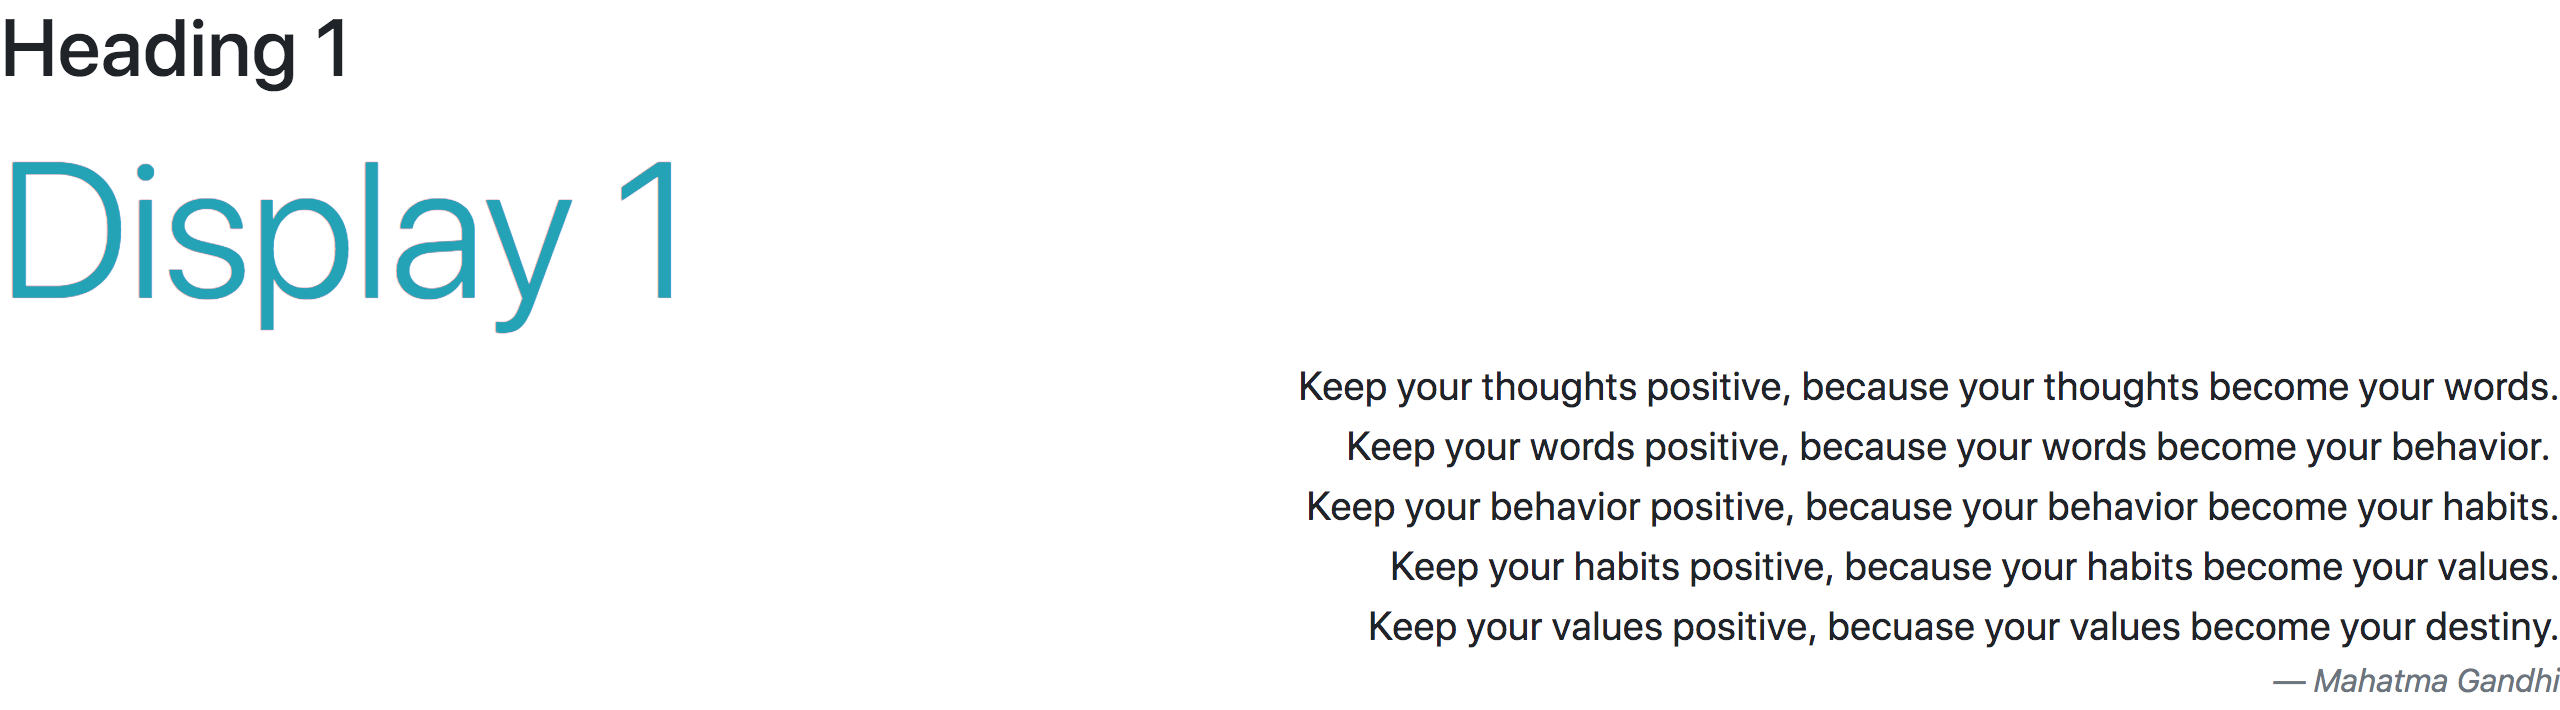 Heading 1
Display 1
Keep your thoughts positive, because your thoughts become your words.
Keep your words positive, because your words become your behavior.
Keep your behavior positive, because your behavior become your habits.
Keep your habits positive, because your habits become your values.
Keep your values positive, becuase your values become your destiny.
— Mahatma Gandhi